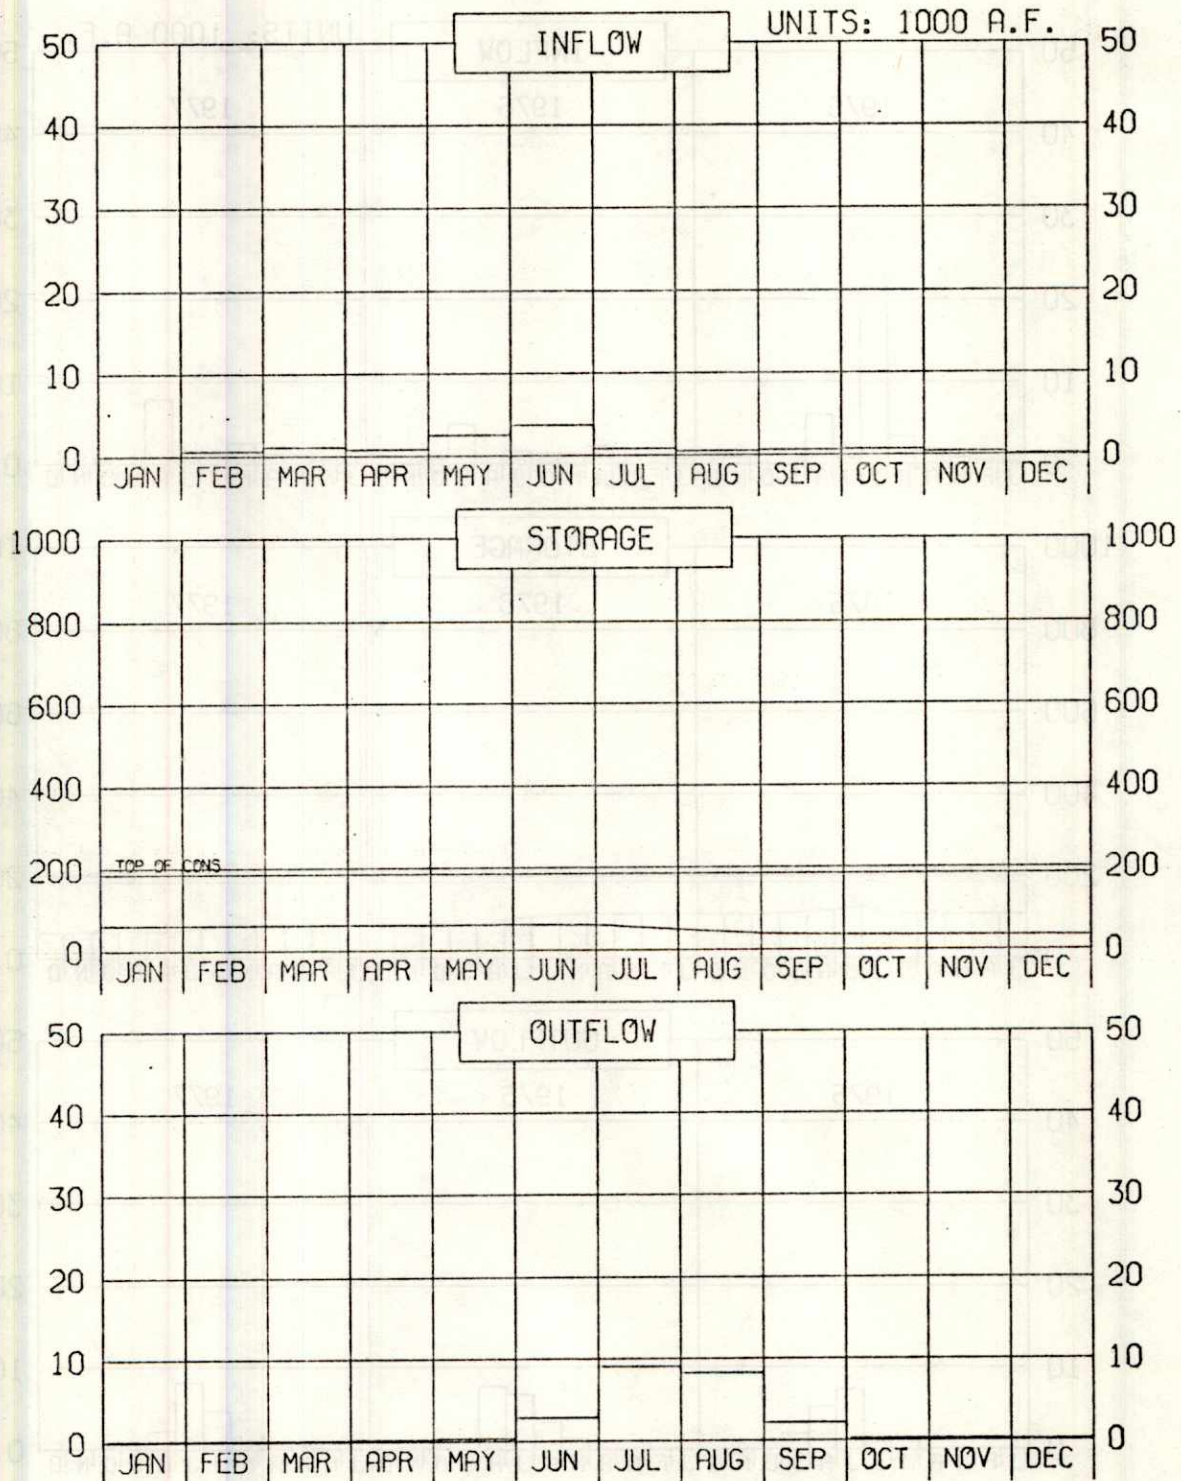 UNITS: 1000 A.F.
INFLOW
50 50
40 40
30 30
20 20
10 10
0 0
JAN FEB MAR APR MAY JUN JUL AUG SEP OCT NOV DEC
STORAGE
1000 1000
800 800
600 600
400 400
200 TOP OF CONS 200
0 0
JAN FEB MAR APR MAY JUN JUL AUG SEP OCT NOV DEC
OUTFLOW
50 50
40 40
30 30
20 20
10 10
0 0
JAN FEB MAR APR MAY JUN JUL AUG SEP OCT NOV DEC